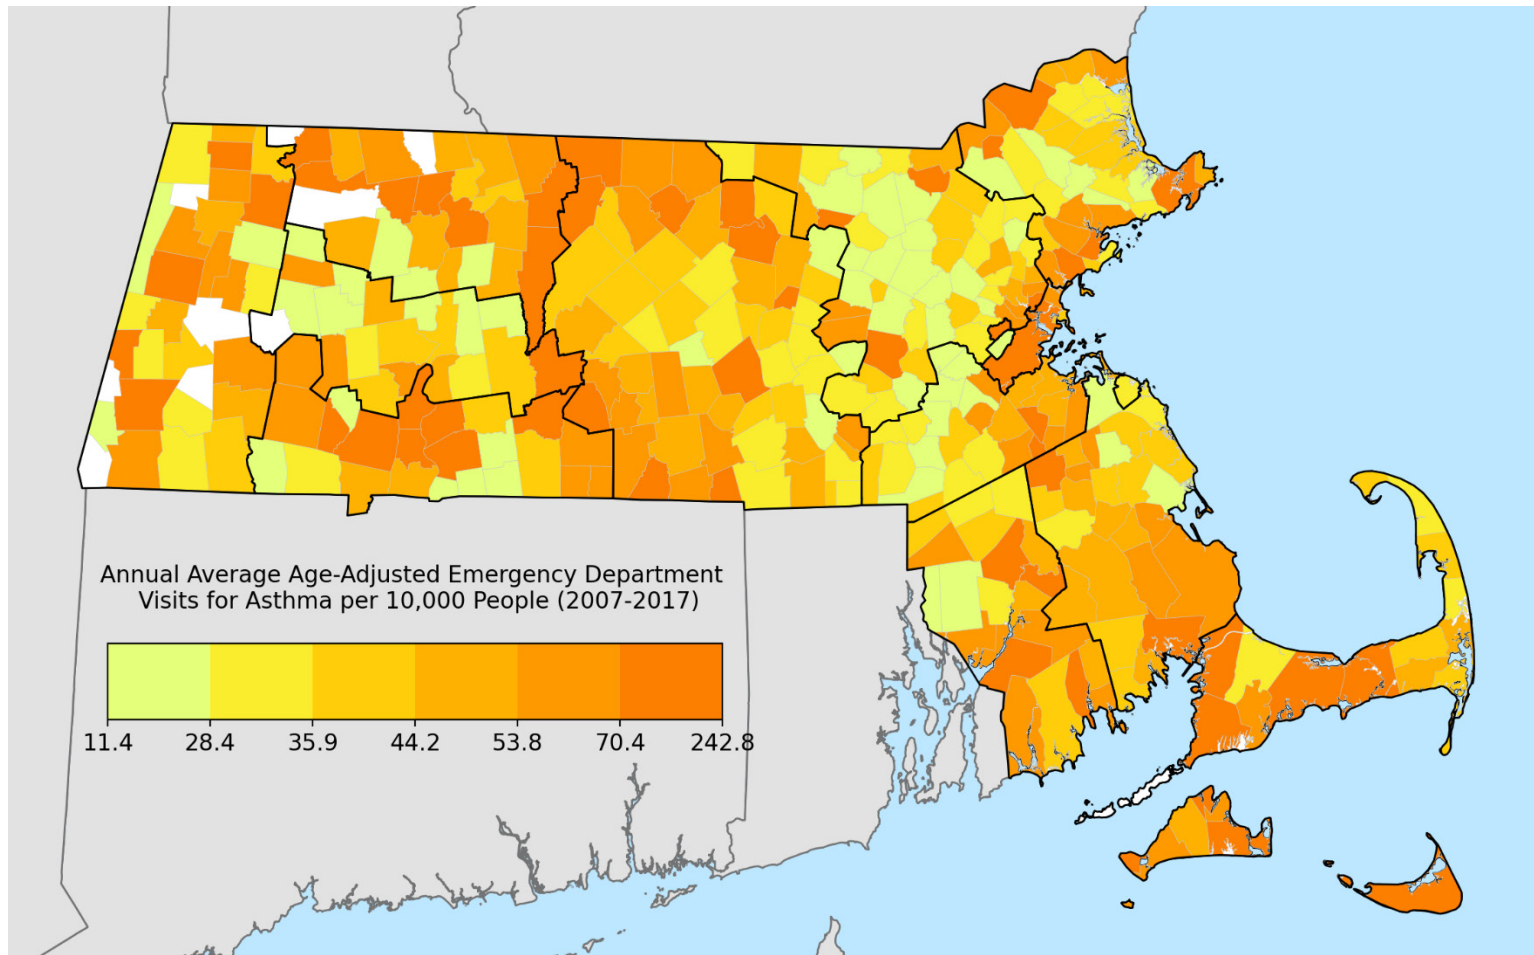 Annual Average Age-Adjusted Emergency Department
Visits for Asthma per 10,000 People (2007-2017)
11.4 28.4 35.9 44.2 53.8 70.4 242.8